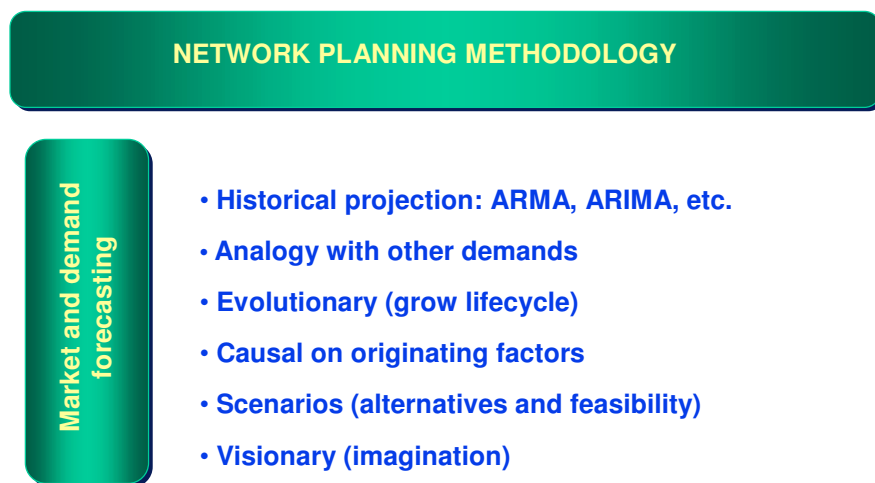 NETWORK PLANNING METHODOLOGY
Market and demand
forecasting
• Historical projection: ARMA, ARIMA, etc.
• Analogy with other demands
• Evolutionary (grow lifecycle)
• Causal on originating factors
• Scenarios (alternatives and feasibility)
• Visionary (imagination)